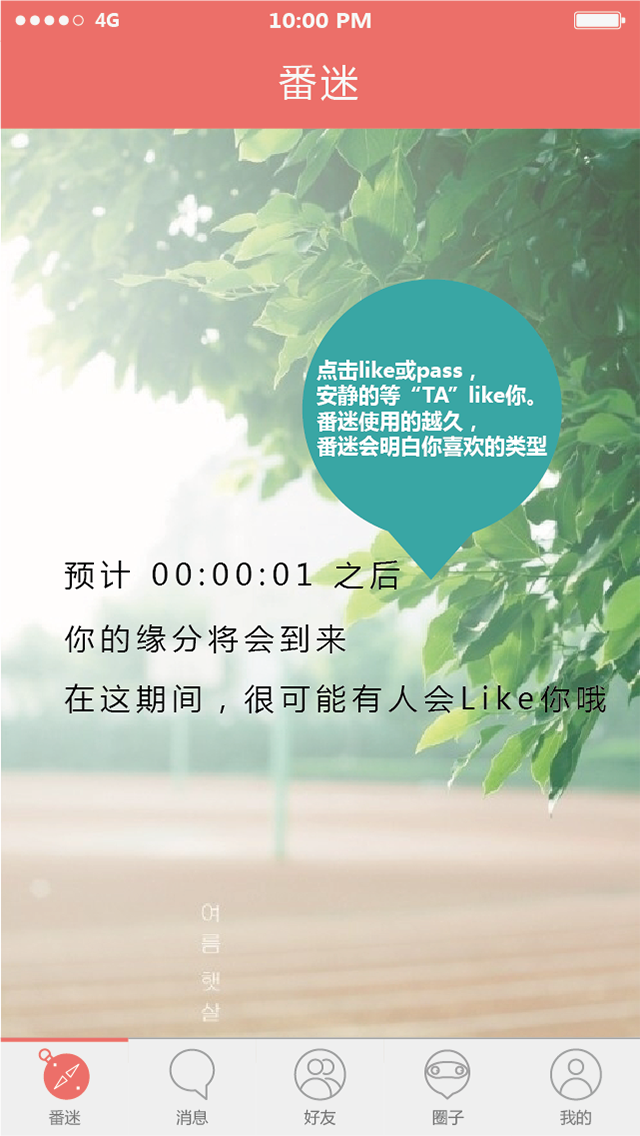 4G 10:00 PM
番迷
点击like或pass，
安静的等“TA”like你。
番迷使用的越久，
番迷会明白你喜欢的类型
预计 00:00:01 之后
你的缘分将会到来
在这期间，很可能有人会Like你哦
여
름
햇
살
番迷 消息 好友 圈子 我的